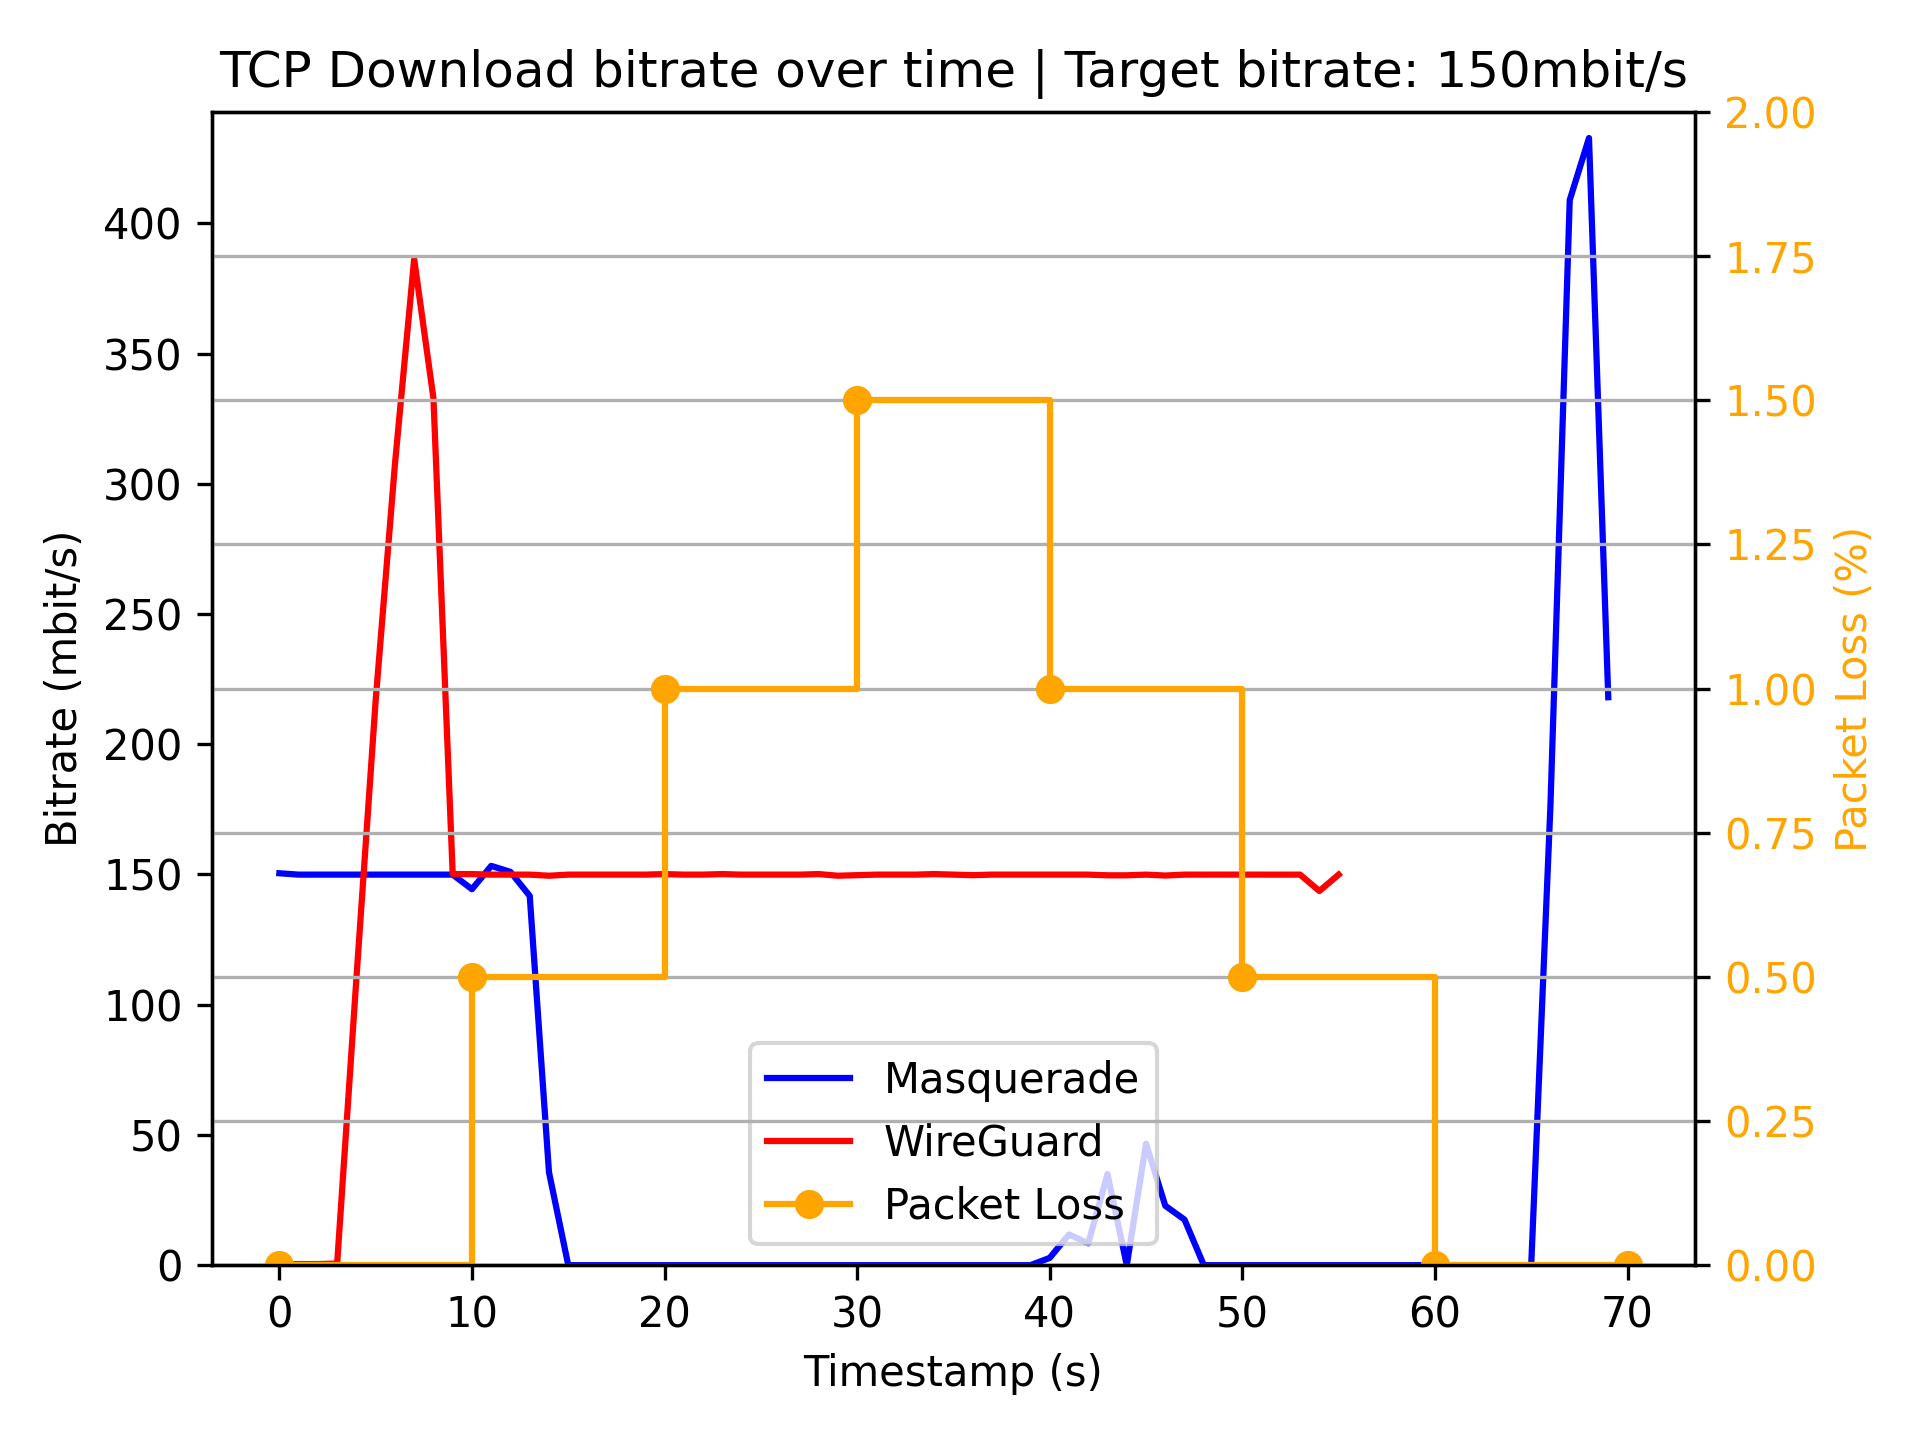 TCP Download bitrate over time | Target bitrate: 150mbit/s
Bitrate (mbit/s)
400
350
300
250
200
150
100
50
0
2.00
1.75
1.50
1.25
1.00
0.75
0.50
0.25
0.00
Packet Loss (%)
Masquerade
WireGuard
Packet Loss
0 10 20 30 40 50 60 70
Timestamp (s)